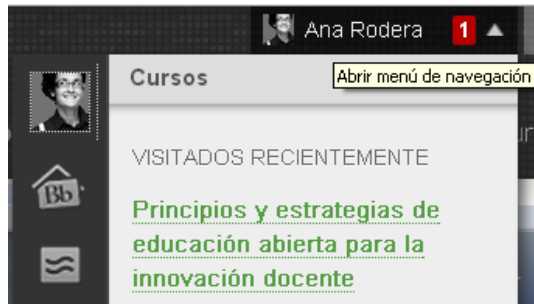 Ana Rodera 1
Cursos
Abrir menú de navegación
VISITADOS RECIENTEMENTE
Bb
Principios y estrategias de
educación abierta para la
innovación docente